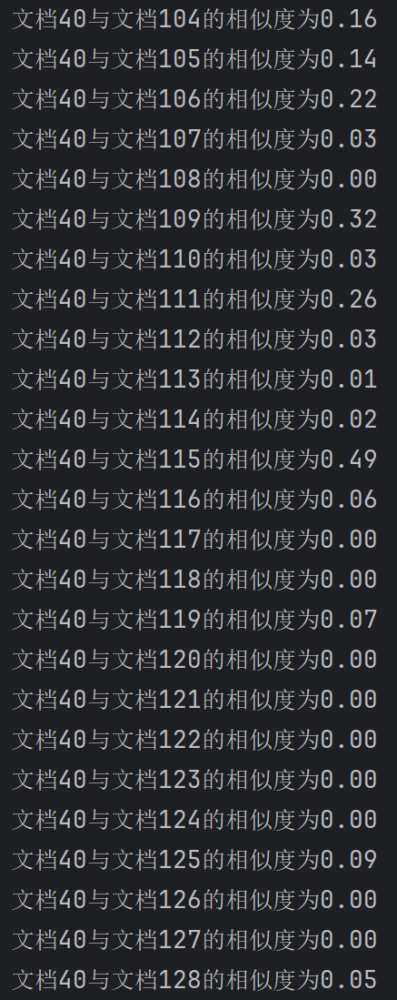 文档40与文档104的相似度为0.16
文档40与文档105的相似度为0.14
文档40与文档106的相似度为0.22
文档40与文档107的相似度为0.03
文档40与文档108的相似度为0.00
文档40与文档109的相似度为0.32
文档40与文档110的相似度为0.03
文档40与文档111的相似度为0.26
文档40与文档112的相似度为0.03
文档40与文档113的相似度为0.01
文档40与文档114的相似度为0.02
文档40与文档115的相似度为0.49
文档40与文档116的相似度为0.06
文档40与文档117的相似度为0.00
文档40与文档118的相似度为0.00
文档40与文档119的相似度为0.07
文档40与文档120的相似度为0.00
文档40与文档121的相似度为0.00
文档40与文档122的相似度为0.00
文档40与文档123的相似度为0.00
文档40与文档124的相似度为0.00
文档40与文档125的相似度为0.09
文档40与文档126的相似度为0.00
文档40与文档127的相似度为0.00
文档40与文档128的相似度为0.05